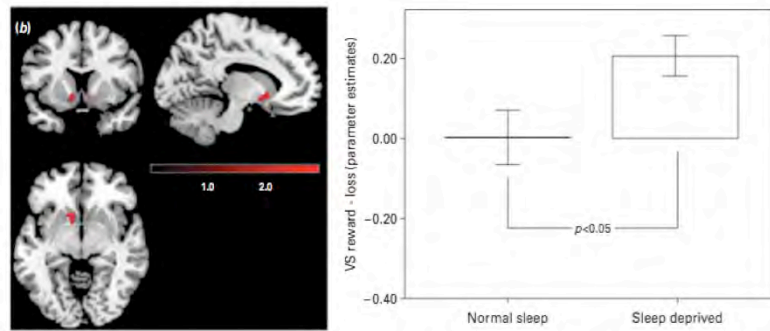 (b)
1.0 2.0
VS reward - loss (parameter estimates)
0.20
0.00
-0.20
-0.40
p<0.05
Normal sleep Sleep deprived